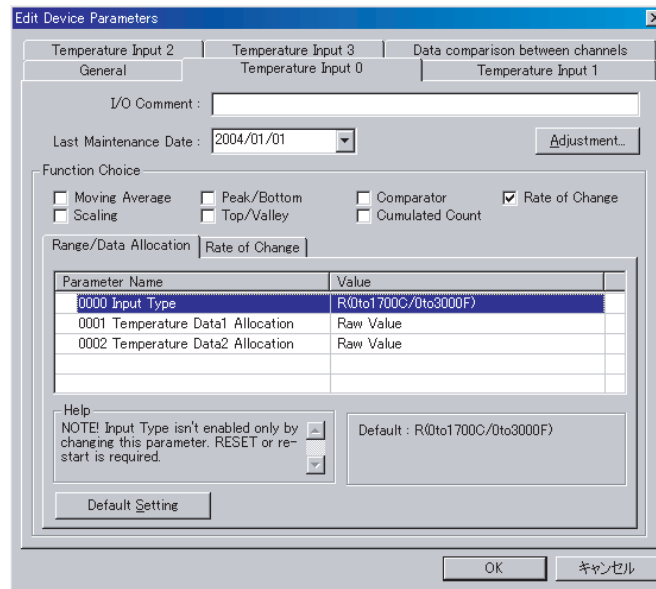 Edit Device Parameters
Temperature Input 2 Temperature Input 3 Data comparison between channels
General Temperature Input 0 Temperature Input 1
I/O Comment :
Last Maintenance Date : 2004/01/01 Adjustment...
Function Choice
Moving Average Peak/Bottom Comparator Rate of Change
Scaling Top/Valley Cumulated Count
Range/Data Allocation Rate of Change
Parameter Name Value
0000 Input Type R(0to1700C/0to3000F)
0001 Temperature Data1 Allocation Raw Value
0002 Temperature Data2 Allocation Raw Value
Help
NOTE! Input Type isn't enabled only by
changing this parameter. RESET or re-
start is required.
Default : R(0to1700C/0to3000F)
Default Setting
OK キャンセル